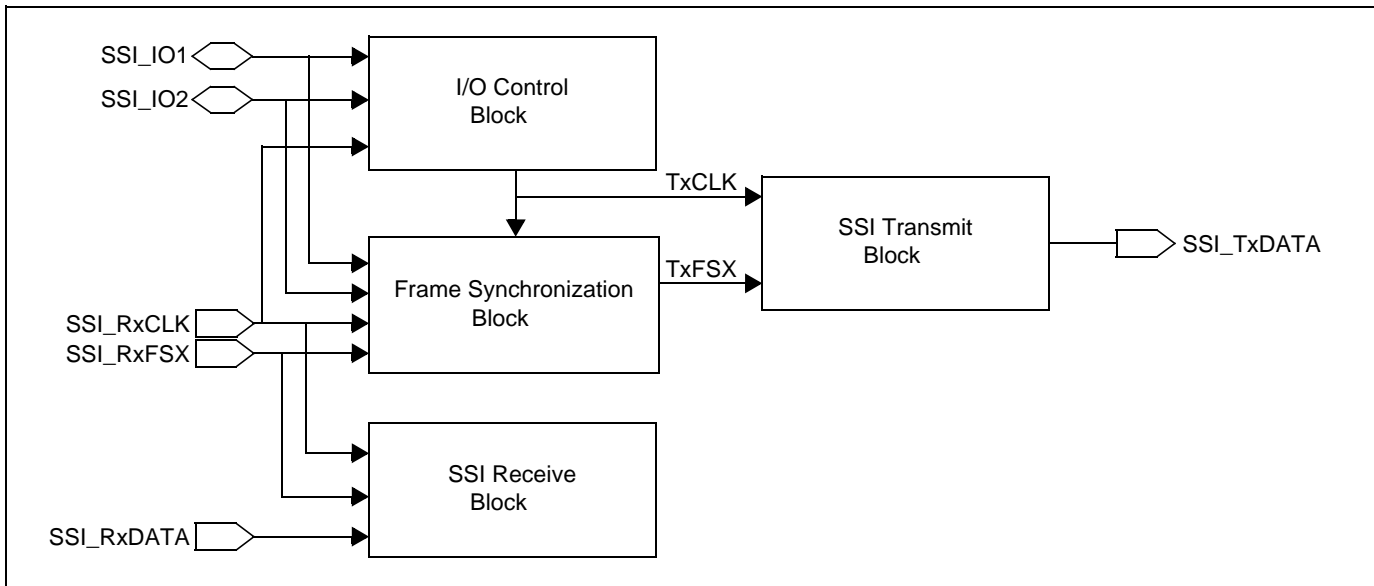 SSI_IO1
SSI_IO2
I/O Control
Block
TxCLK
SSI Transmit
Block
SSI_TxDATA
TxFSX
Frame Synchronization
Block
SSI_RxCLK
SSI_RxFSX
SSI Receive
Block
SSI_RxDATA